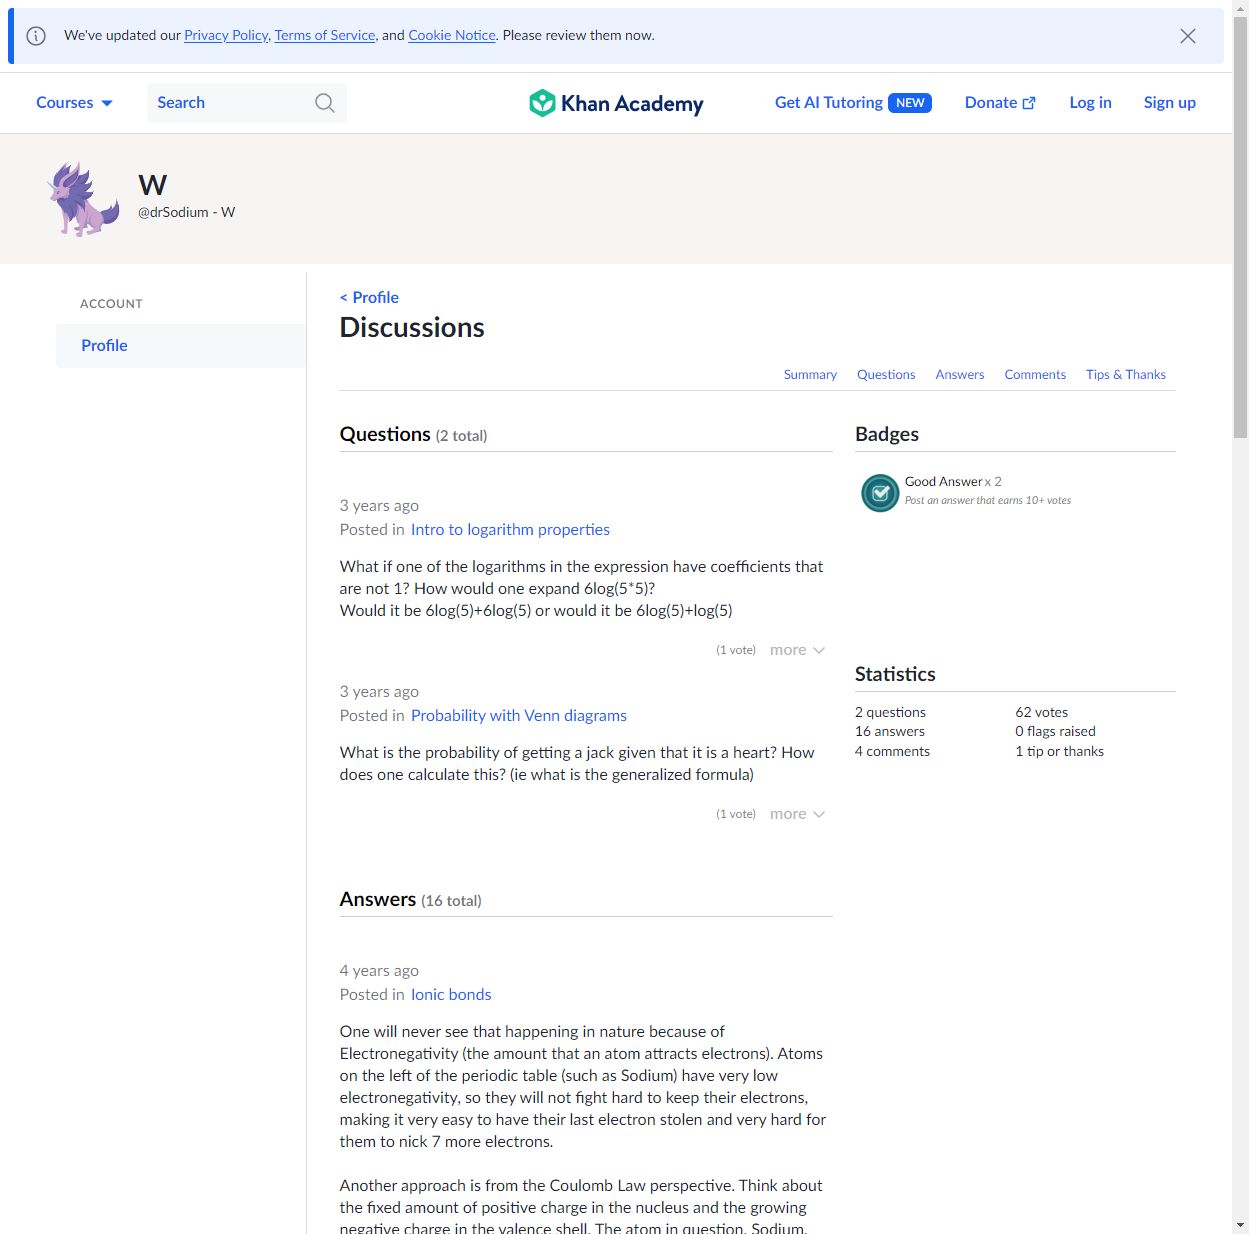 We've updated our Privacy Policy, Terms of Service, and Cookie Notice. Please review them now.
Courses
Search
Khan Academy
Get AI Tutoring NEW
Donate
Log in
Sign up
W
@drSodium - W
ACCOUNT
Profile
< Profile
Discussions
Summary
Questions
Answers
Comments
Tips & Thanks
Questions (2 total)
3 years ago
Posted in Intro to logarithm properties
What if one of the logarithms in the expression have coefficients that
are not 1? How would one expand 6log(5*5)?
Would it be 6log(5)+6log(5) or would it be 6log(5)+log(5)
(1 vote) more
3 years ago
Posted in Probability with Venn diagrams
What is the probability of getting a jack given that it is a heart? How
does one calculate this? (ie what is the generalized formula)
(1 vote) more
Answers (16 total)
4 years ago
Posted in Ionic bonds
One will never see that happening in nature because of
Electronegativity (the amount that an atom attracts electrons). Atoms
on the left of the periodic table (such as Sodium) have very low
electronegativity, so they will not fight hard to keep their electrons,
making it very easy to have their last electron stolen and very hard for
them to nick 7 more electrons.
Another approach is from the Coulomb Law perspective. Think about
the fixed amount of positive charge in the nucleus and the growing
negative charge in the valence shell. The atom in question, Sodium,
Badges
Good Answer x 2
Post an answer that earns 10+ votes
Statistics
2 questions
16 answers
4 comments
62 votes
0 flags raised
1 tip or thanks